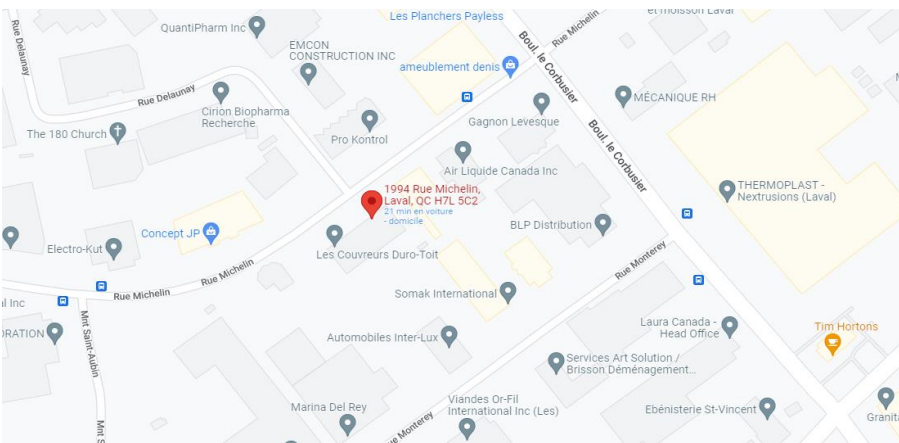 Les Planchers Payless
et moisson Laval
Rue Michelin
Rue Delaunay
QuantiPharm Inc
EMCON
CONSTRUCTION INC
ameublement denis
Boul. le Corbusier
MÉCANIQUE RH
Rue Delaunay
Cirion Biopharma
Recherche
Gagnon Levesque
The 180 Church
Pro Kontrol
Boul. le Corbusier
Air Liquide Canada Inc
1994 Rue Michelin,
Laval, QC H7L 5C2
21 min en voiture
- domicile
THERMOPLAST -
Nextrusions (Laval)
Concept JP
BLP Distribution
Electro-Kut
Les Couvreurs Duro-Toit
Rue Michelin
Rue Monterey
Rue Michelin
Somak International
al Inc
Laura Canada -
Head Office
Tim Hortons
ORATION
Mnt Saint-Aubin
Automobiles Inter-Lux
Services Art Solution /
Brisson Déménagement...
Marina Del Rey
Viandes Or-Fil
International Inc (Les)
Ebénisterie St-Vincent
Granit
Monterey
Mnt S